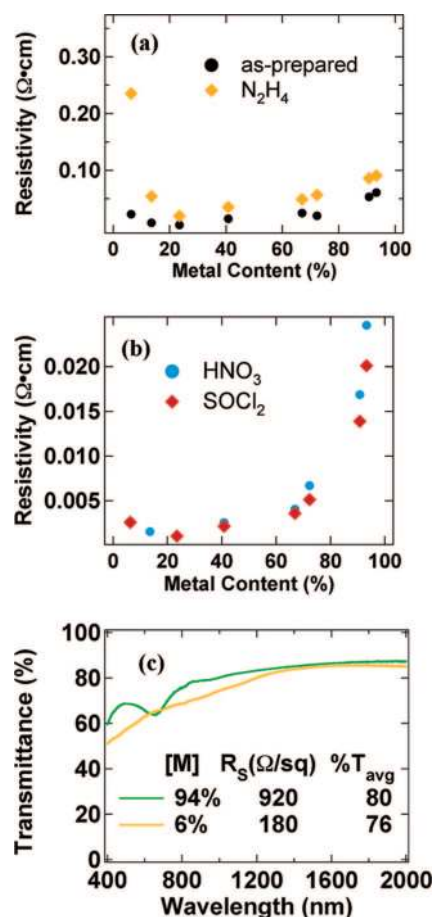 (a)
as-prepared
N₂H₄
0.30
0.20
0.10
Resistivity (Ω•cm)
0 20 40 60 80 100
Metal Content (%)
(b)
HNO₃
SOCl₂
0.020
0.015
0.010
0.005
Resistivity (Ω•cm)
0 20 40 60 80 100
Metal Content (%)
(c)
100
80
60
40
20
0
Transmittance (%)
[M] R_S(Ω/sq) %T_avg
94% 920 80
6% 180 76
400 800 1200 1600 2000
Wavelength (nm)